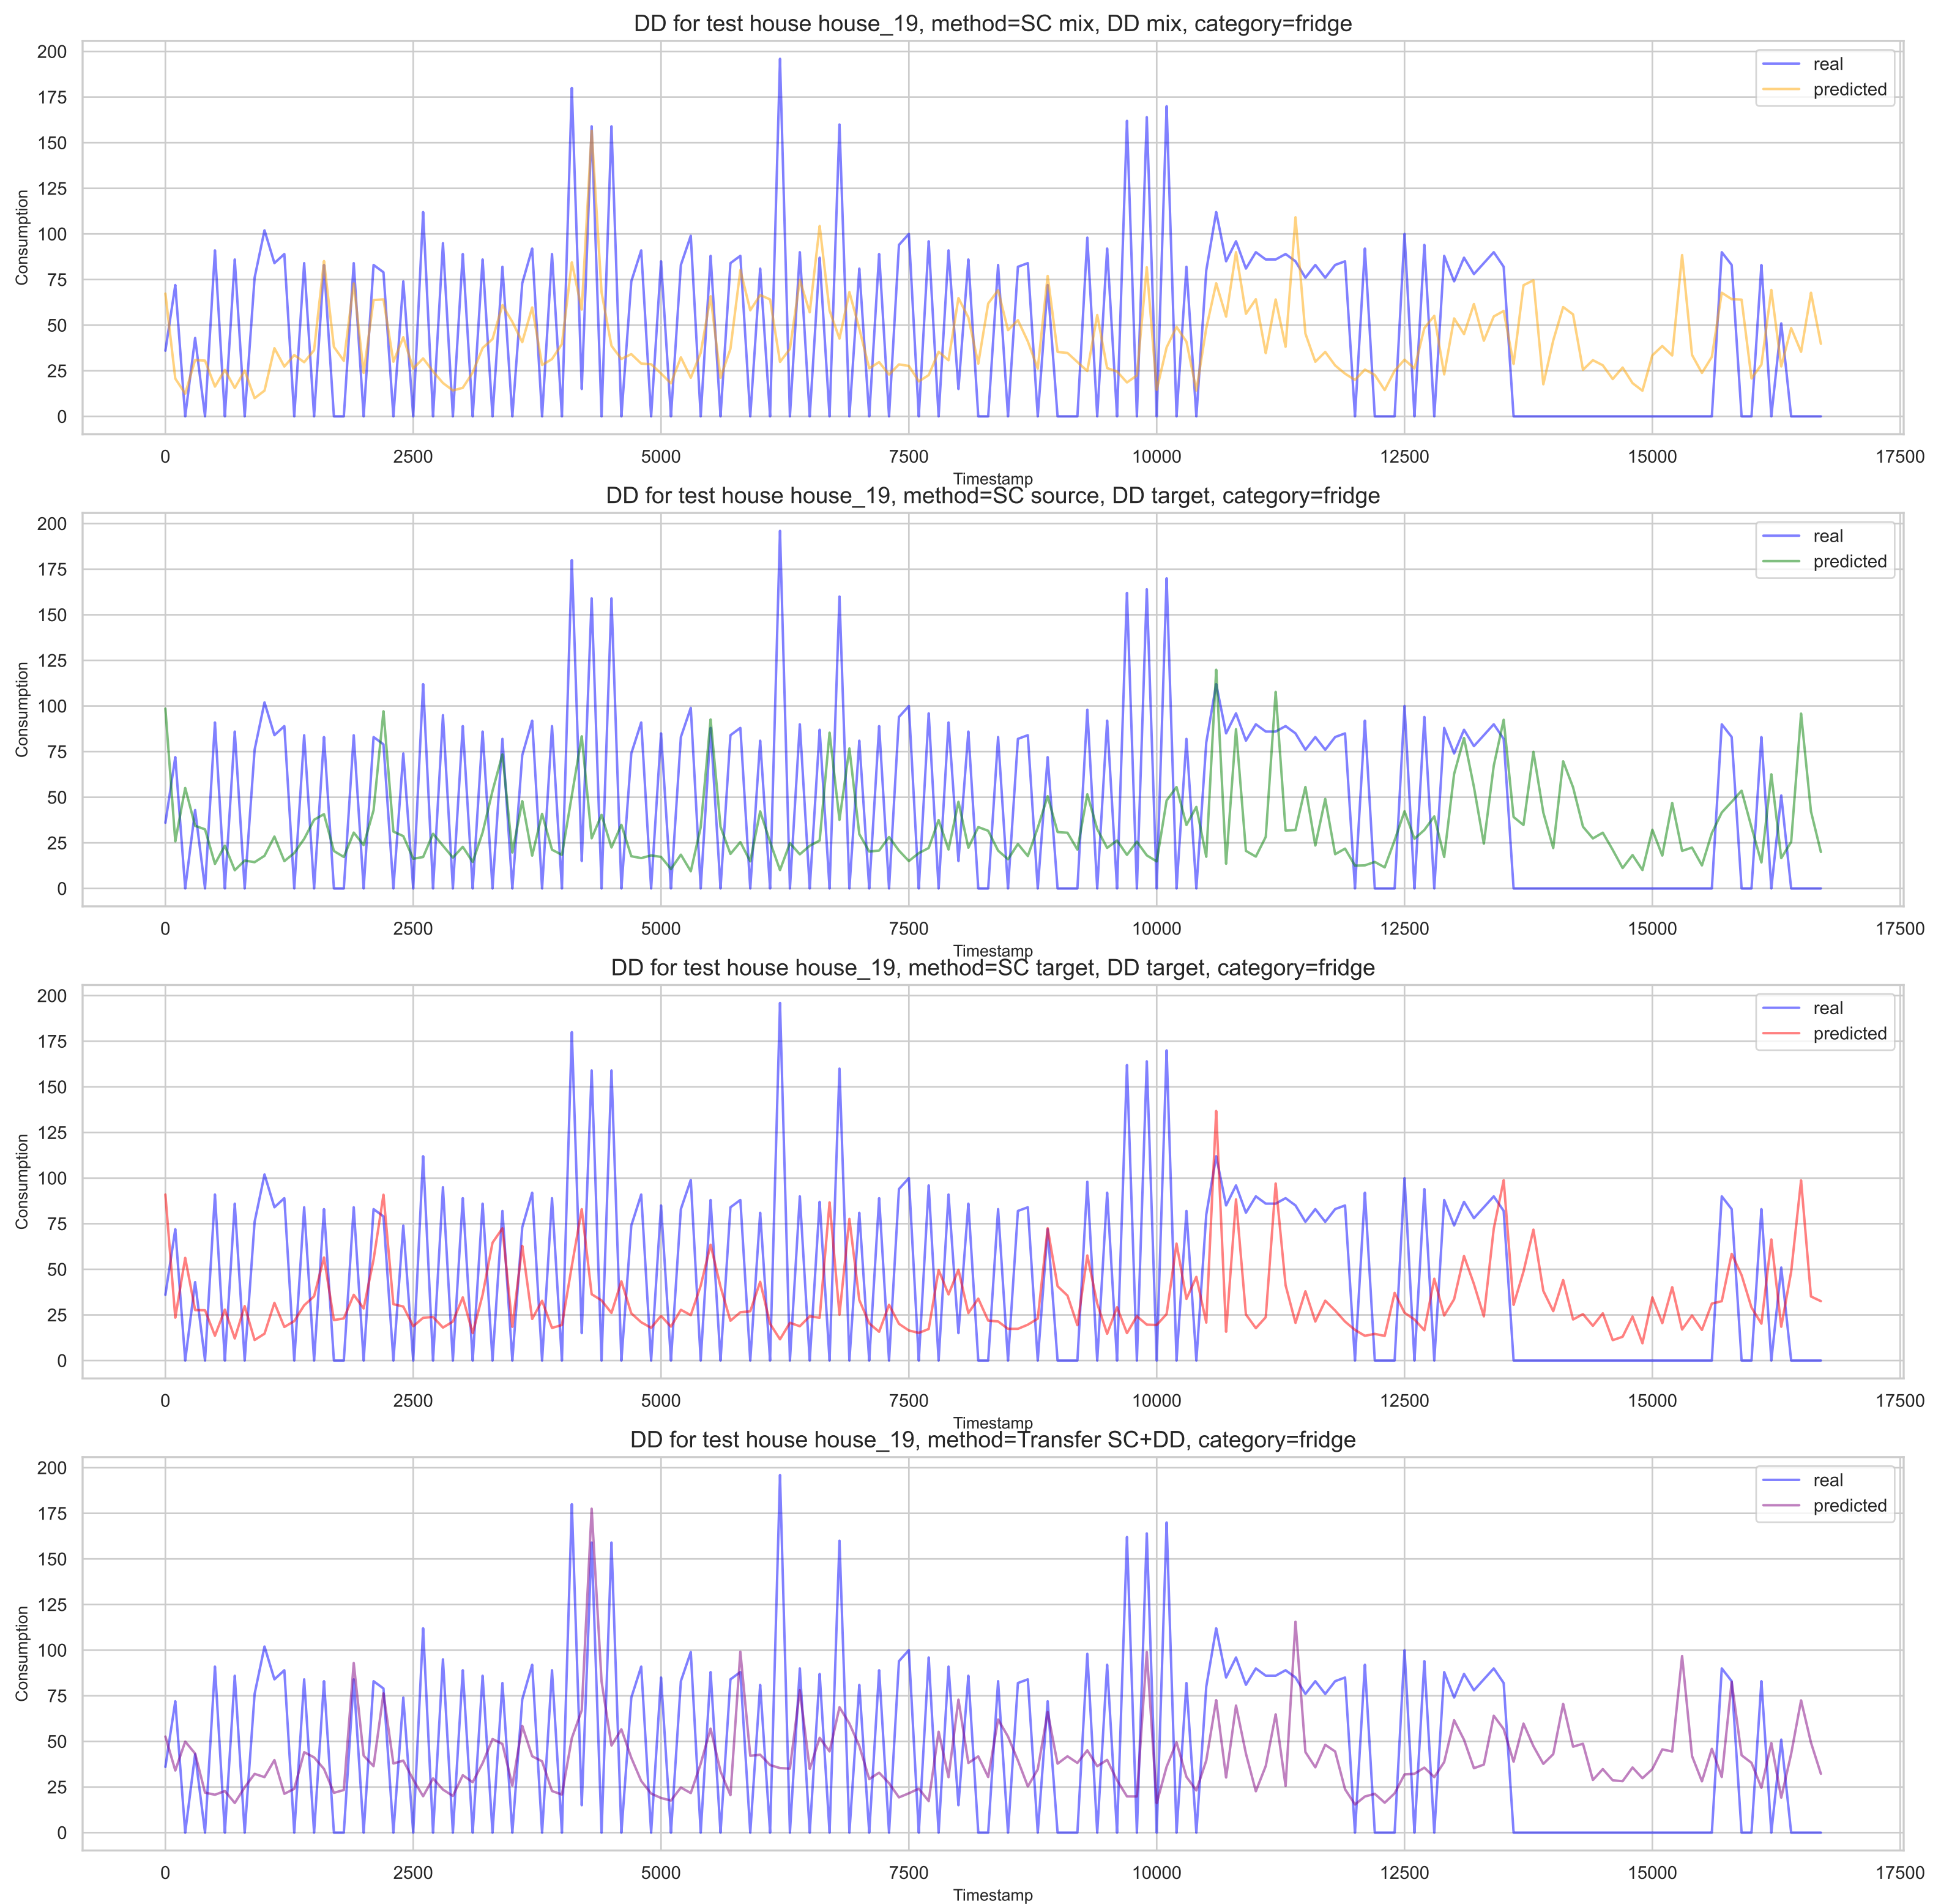 DD for test house house_19, method=SC mix, DD mix, category=fridge
200
175
150
125
100
75
50
25
0
Consumption
real
predicted
0 2500 5000 7500 10000 12500 15000 17500
Timestamp
DD for test house house_19, method=SC source, DD target, category=fridge
200
175
150
125
100
75
50
25
0
Consumption
real
predicted
0 2500 5000 7500 10000 12500 15000 17500
Timestamp
DD for test house house_19, method=SC target, DD target, category=fridge
200
175
150
125
100
75
50
25
0
Consumption
real
predicted
0 2500 5000 7500 10000 12500 15000 17500
Timestamp
DD for test house house_19, method=Transfer SC+DD, category=fridge
200
175
150
125
100
75
50
25
0
Consumption
real
predicted
0 2500 5000 7500 10000 12500 15000 17500
Timestamp